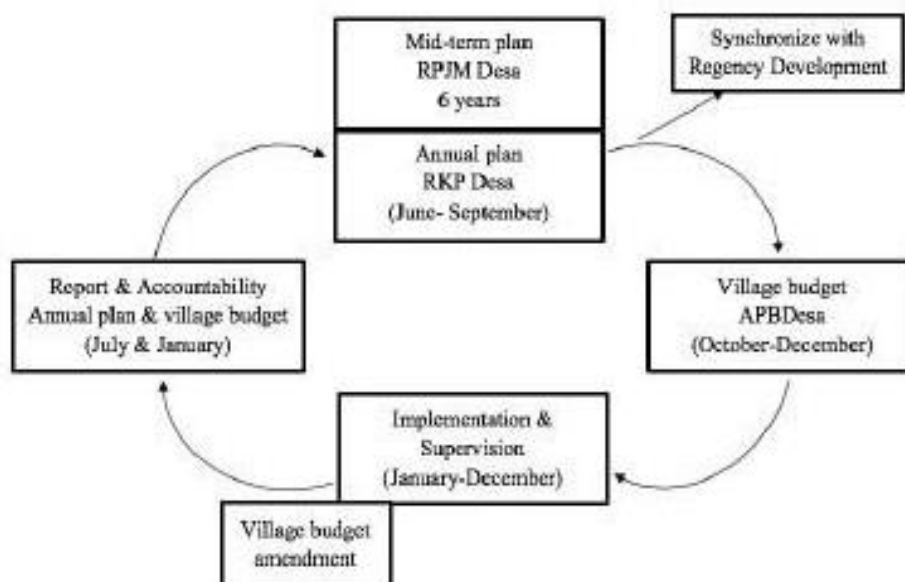 Mid-term plan
RPJM Desa
6 years
Synchronize with
Regency Development
Annual plan
RKP Desa
(June- September)
Report & Accountability
Annual plan & village budget
(July & January)
Village budget
APBDesa
(October-December)
Implementation &
Supervision
(January-December)
Village budget
amendment